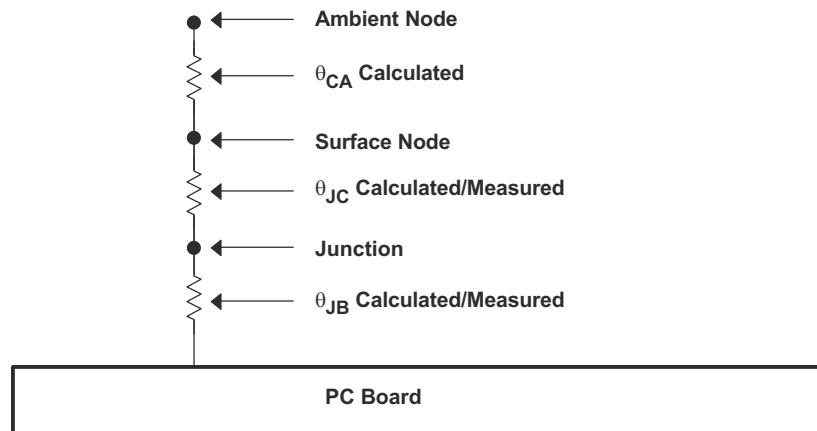 Ambient Node
θCA Calculated
Surface Node
θJC Calculated/Measured
Junction
θJB Calculated/Measured
PC Board